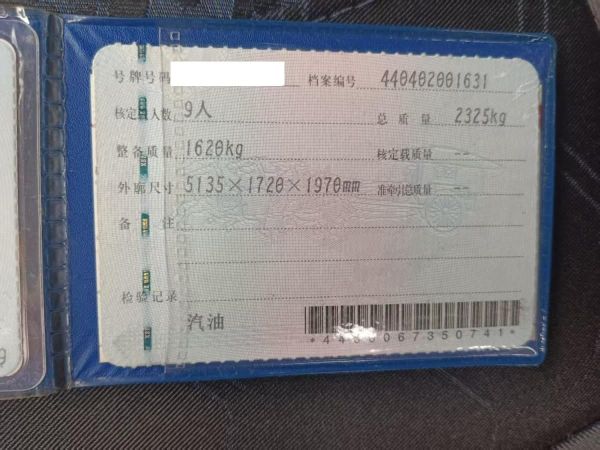 号牌号码 档案编号 440402001631
核定人数 9人 总质量 2325kg
整备质量 1620kg 核定载质量 --
外廓尺寸 5135×1720×1970mm 准牵引总质量 --
备注
检验记录
汽油